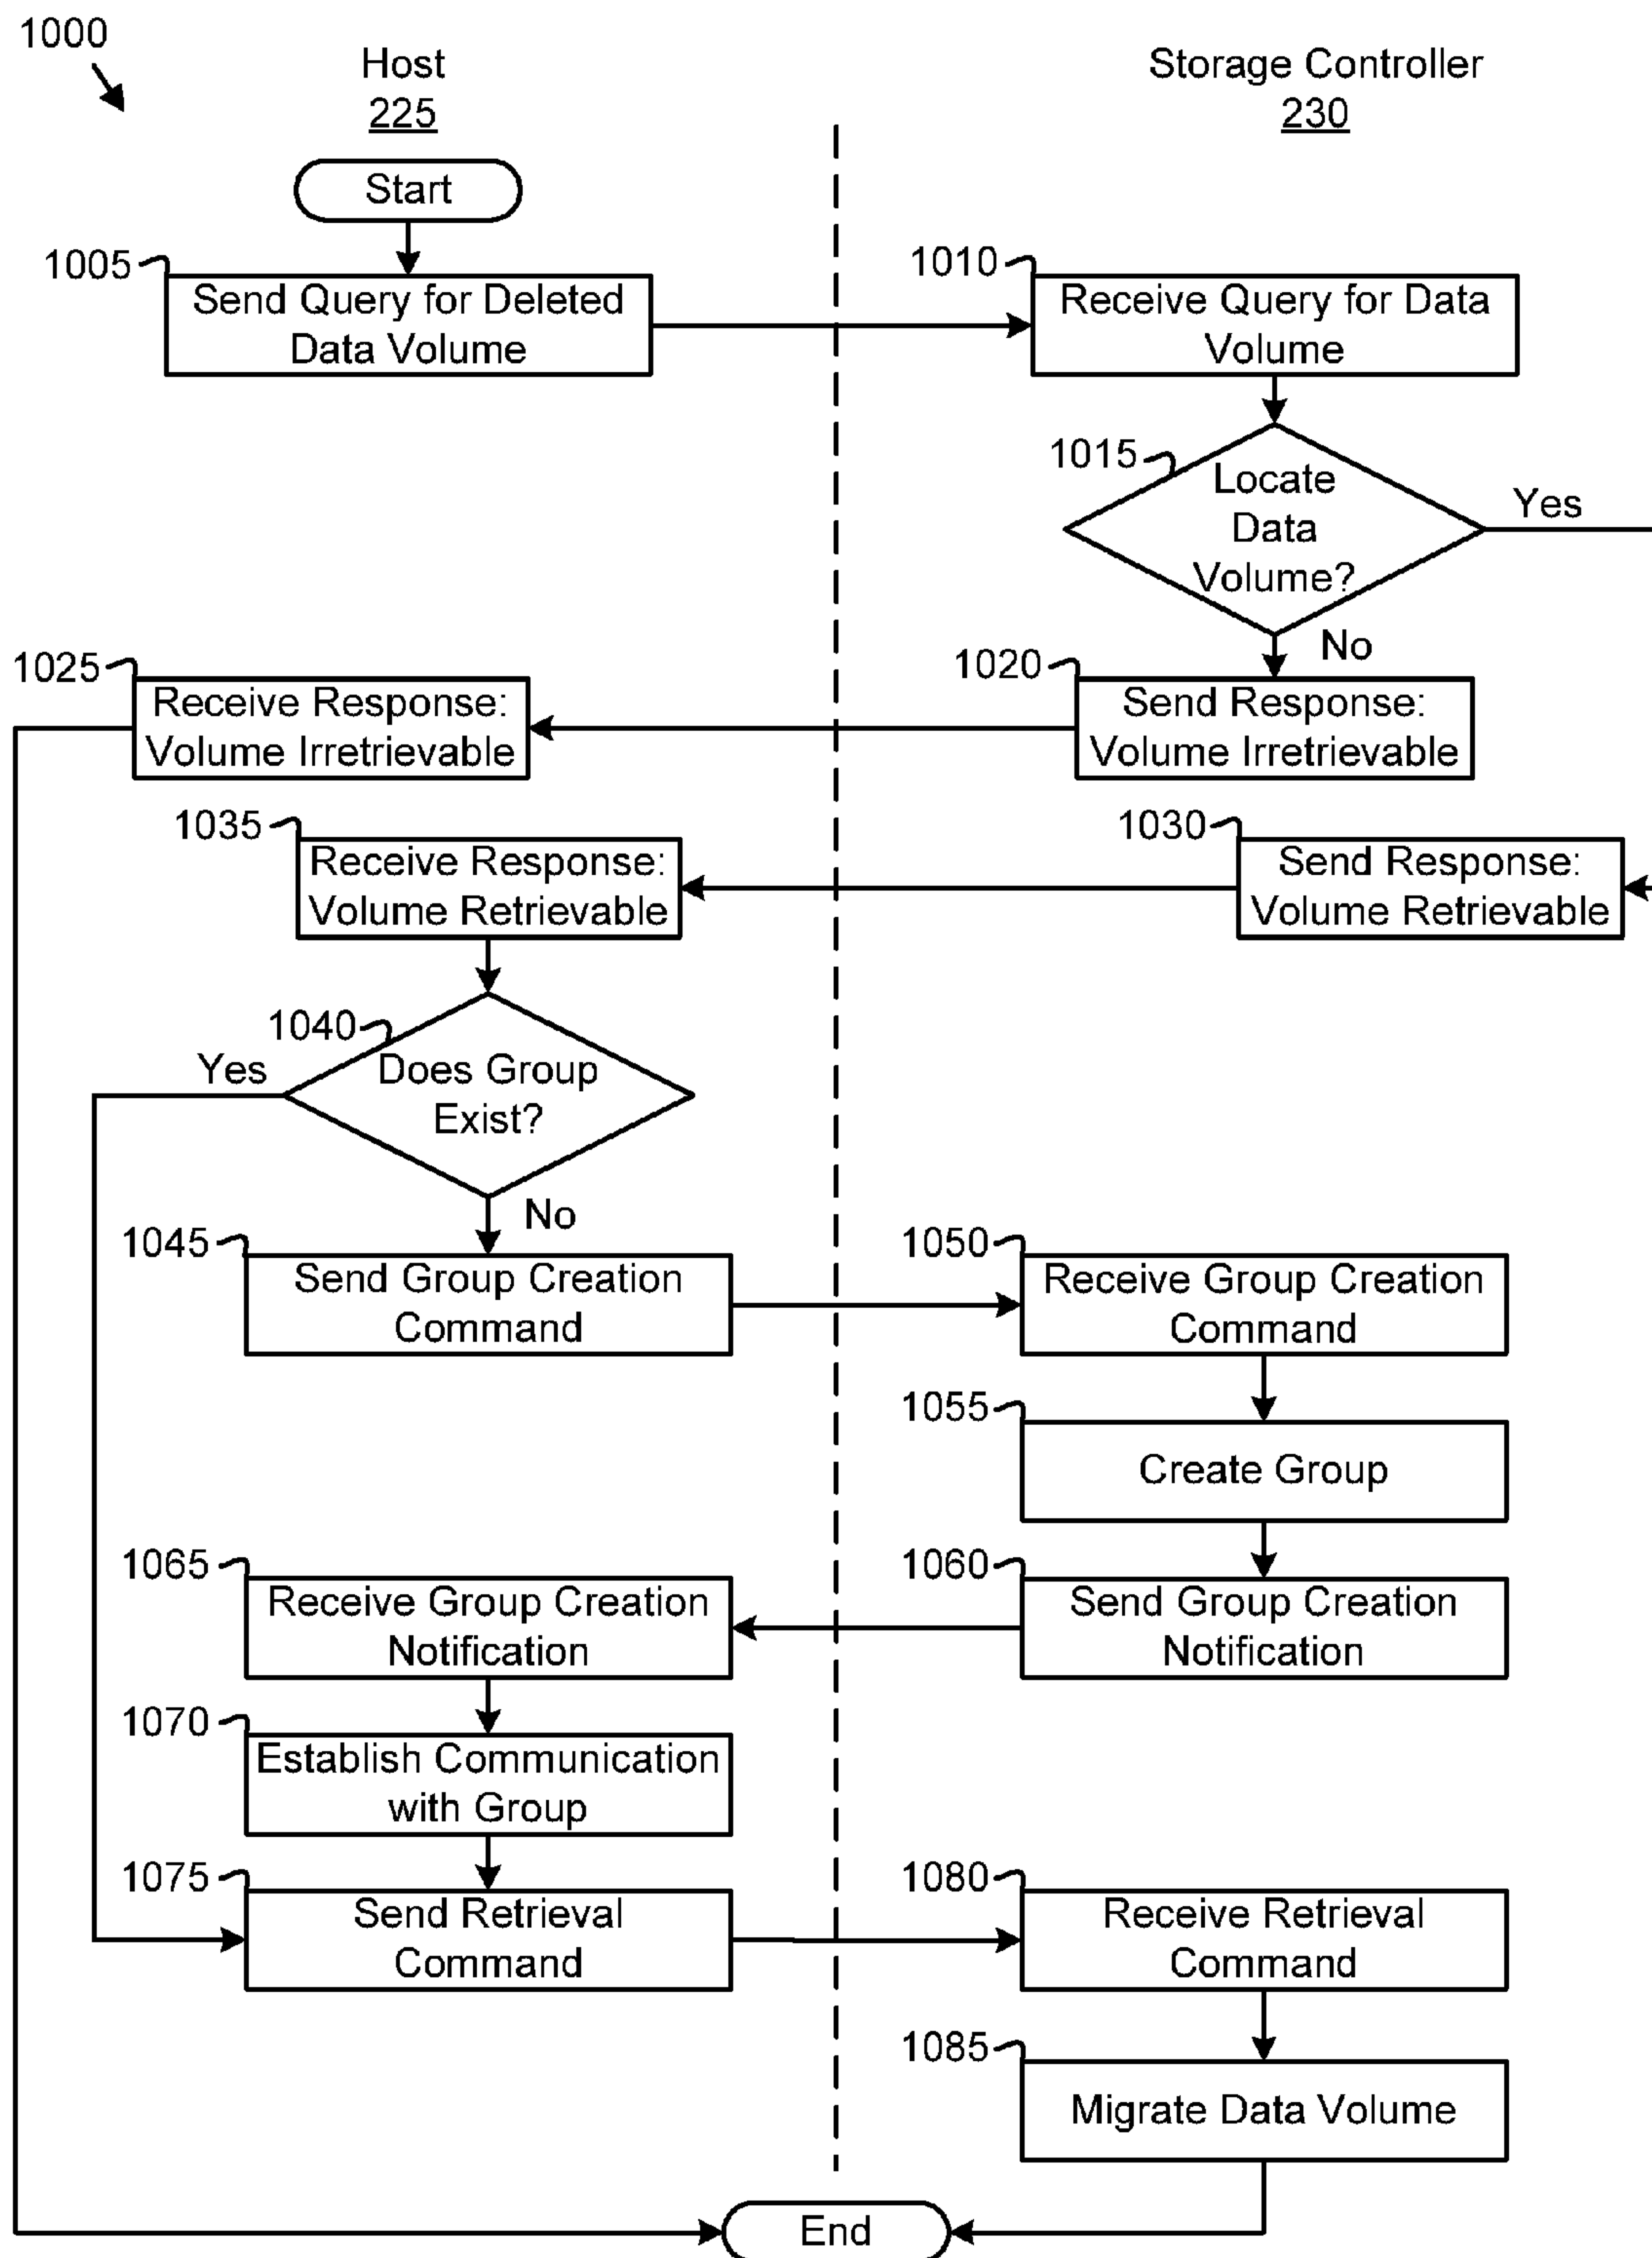 1000
Host
225
Storage Controller
230
Start
1005
Send Query for Deleted
Data Volume
1010
Receive Query for Data
Volume
1015
Locate
Data
Volume?
Yes
No
1025
Receive Response:
Volume Irretrievable
1020
Send Response:
Volume Irretrievable
1035
Receive Response:
Volume Retrievable
1030
Send Response:
Volume Retrievable
1040
Does Group
Exist?
Yes
No
1045
Send Group Creation
Command
1050
Receive Group Creation
Command
1055
Create Group
1065
Receive Group Creation
Notification
1060
Send Group Creation
Notification
1070
Establish Communication
with Group
1075
Send Retrieval
Command
1080
Receive Retrieval
Command
1085
Migrate Data Volume
End